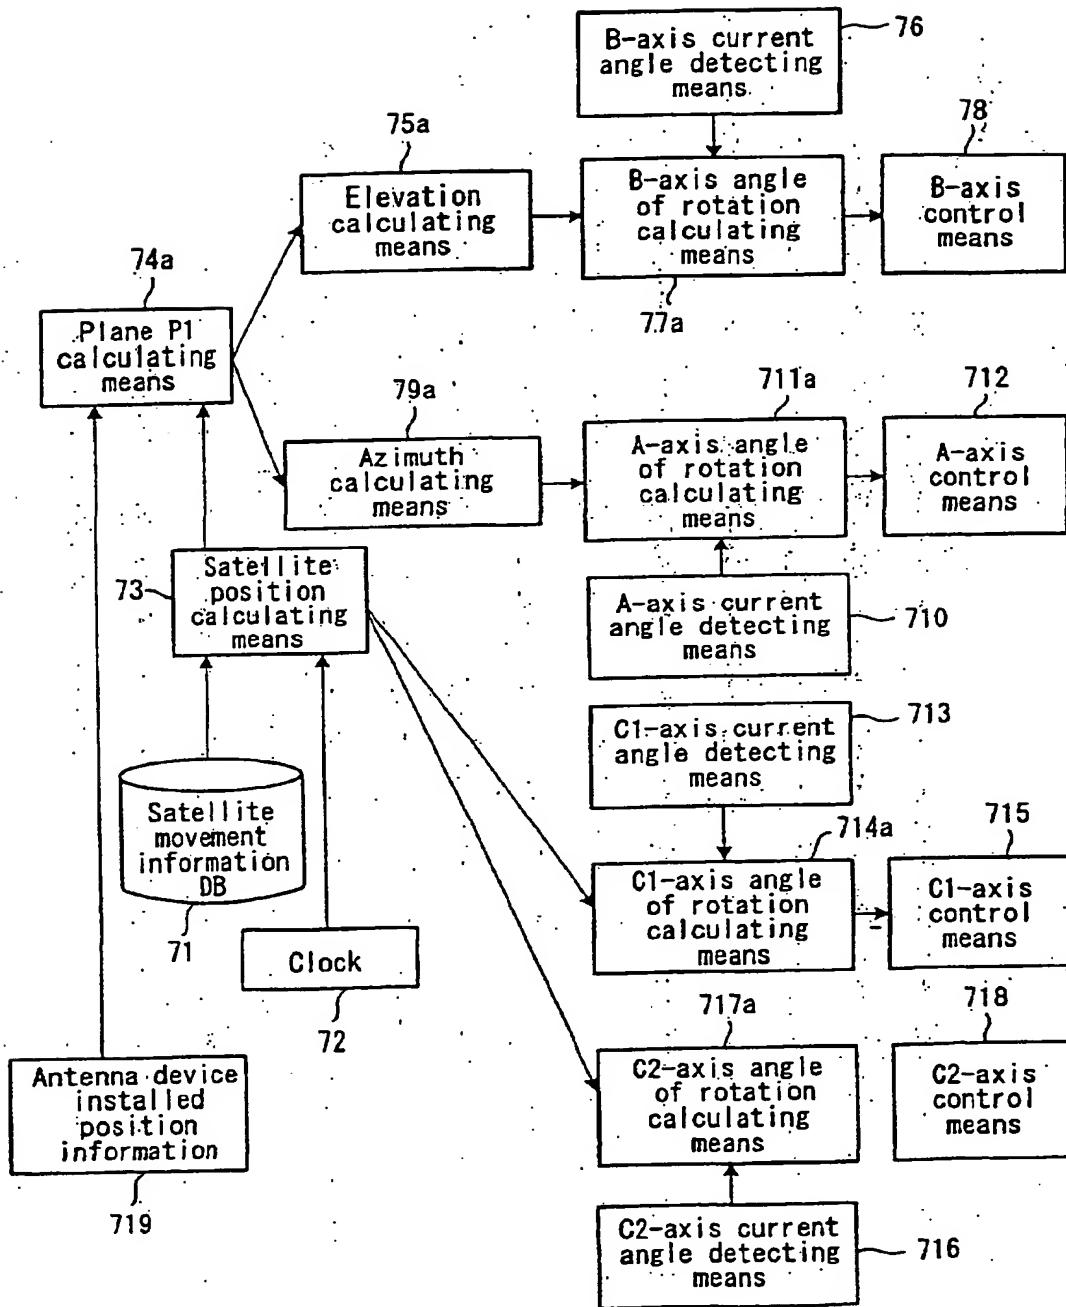 B-axis current
angle detecting
means
76
75a
78
Elevation
calculating
means
B-axis angle
of rotation
calculating
means
B-axis
control
means
74a
77a
Plane P1
calculating
means
79a
711a
712
Azimuth
calculating
means
A-axis angle
of rotation
calculating
means
A-axis
control
means
73
Satellite
position
calculating
means
A-axis current
angle detecting
means
710
C1-axis current
angle detecting
means
713
Satellite
movement
information
DB
71
714a
715
C1-axis angle
of rotation
calculating
means
C1-axis
control
means
Clock
72
717a
718
Antenna device
installed
position
information
719
C2-axis angle
of rotation
calculating
means
C2-axis
control
means
C2-axis current
angle detecting
means
716